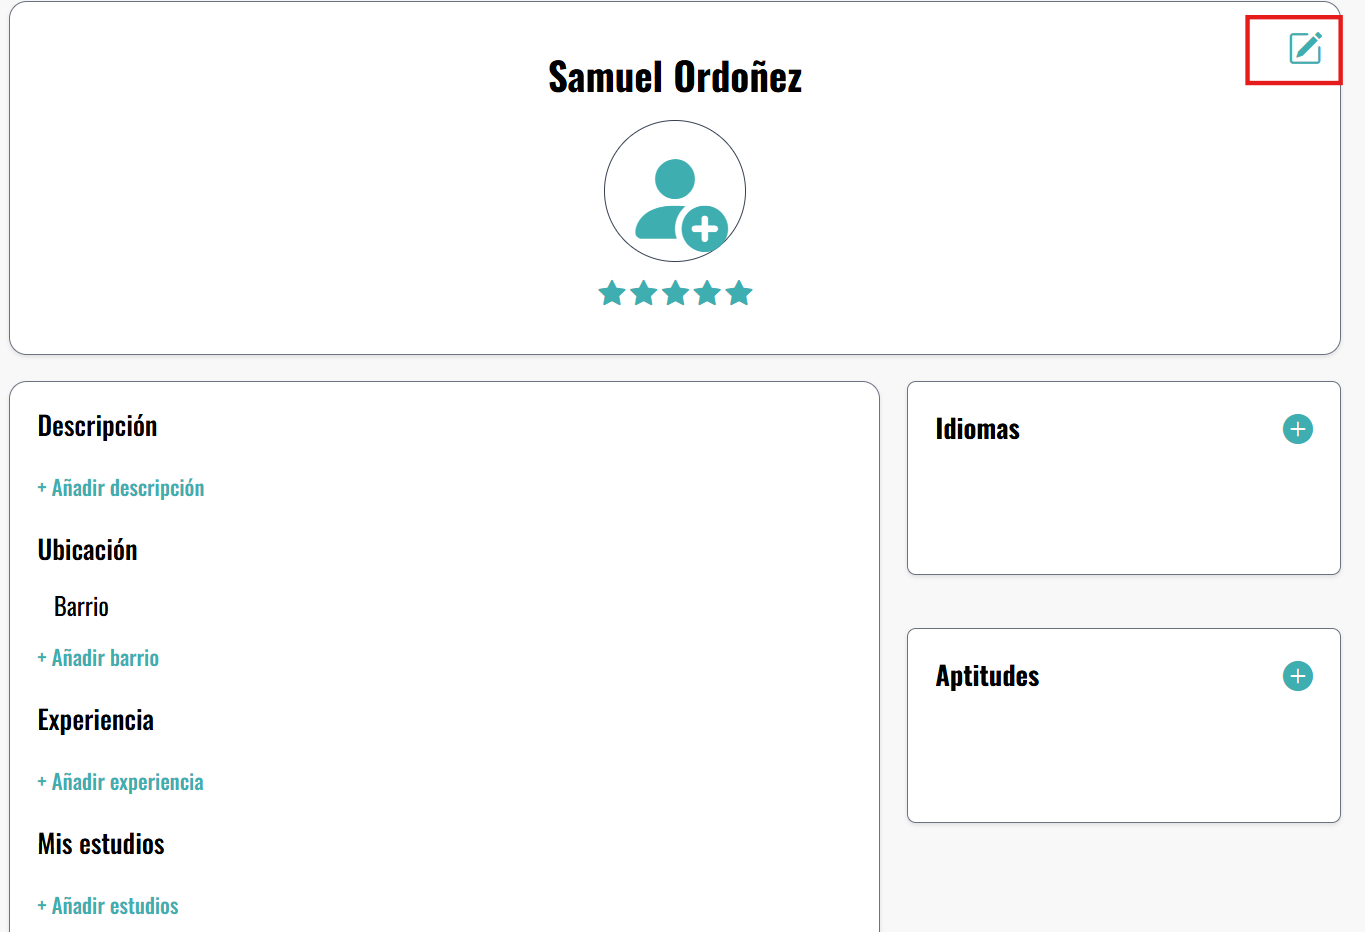 Samuel Ordoñez
Descripción
+ Añadir descripción
Ubicación
Barrio
+ Añadir barrio
Experiencia
+ Añadir experiencia
Mis estudios
+ Añadir estudios
Idiomas
Aptitudes